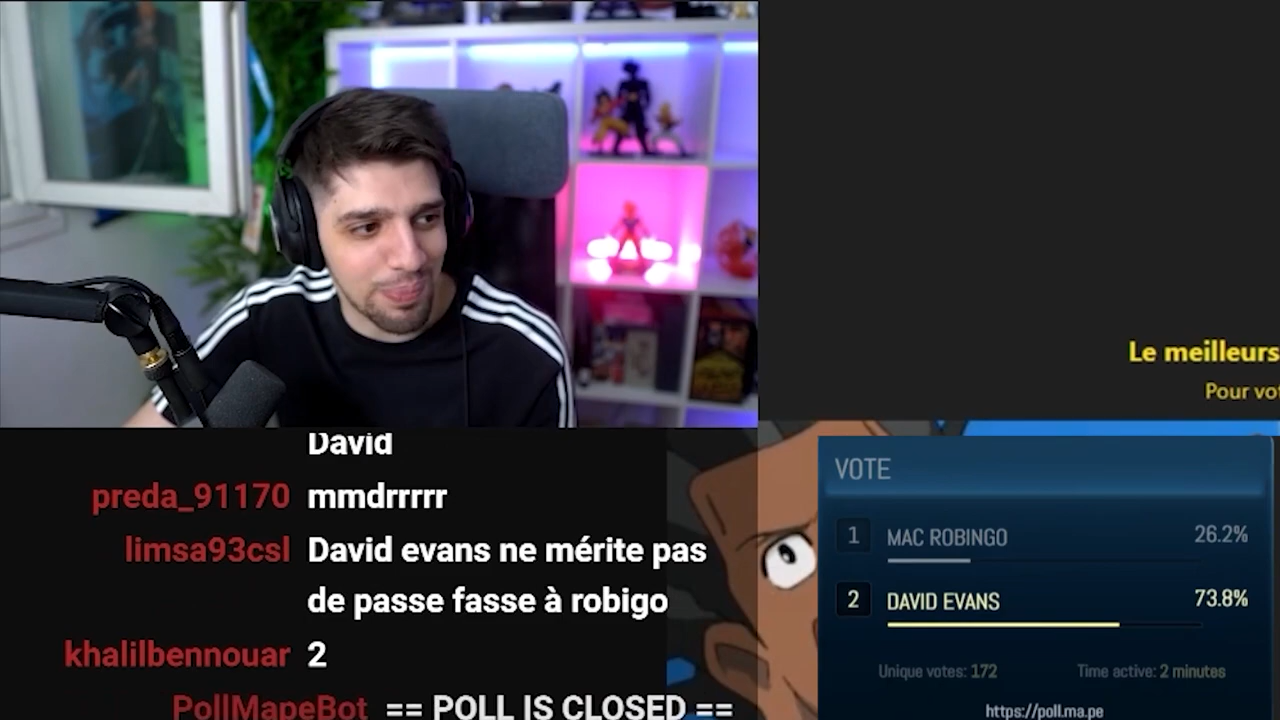 Le meilleurs
Pour vot
David
preda_91170 mmdrrrrr
limsa93csl David evans ne mérite pas
de passe fasse à robigo
khalilbennouar 2
PollMapeBot == POLL IS CLOSED ==
VOTE
1 MAC ROBINGO 26.2%
2 DAVID EVANS 73.8%
Unique votes: 172 Time active: 2 minutes
https://poll.ma.pe